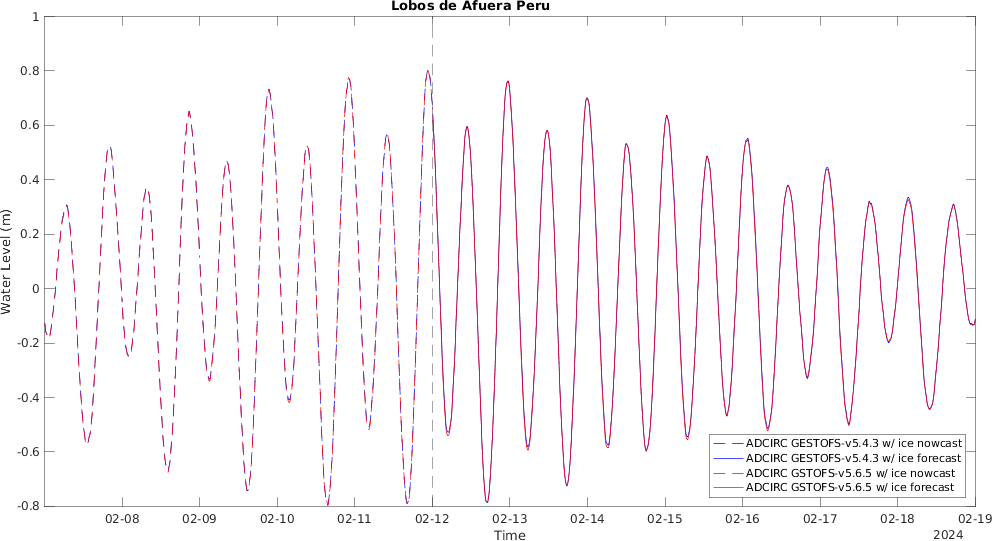 Lobos de Afuera Peru
1
0.8
0.6
0.4
0.2
0
-0.2
-0.4
-0.6
-0.8
Water Level (m)
ADCIRC GESTOFS-v5.4.3 w/ ice nowcast
ADCIRC GESTOFS-v5.4.3 w/ ice forecast
ADCIRC GSTOFS-v5.6.5 w/ ice nowcast
ADCIRC GSTOFS-v5.6.5 w/ ice forecast
02-08 02-09 02-10 02-11 02-12 02-13 02-14 02-15 02-16 02-17 02-18 02-19
Time
2024